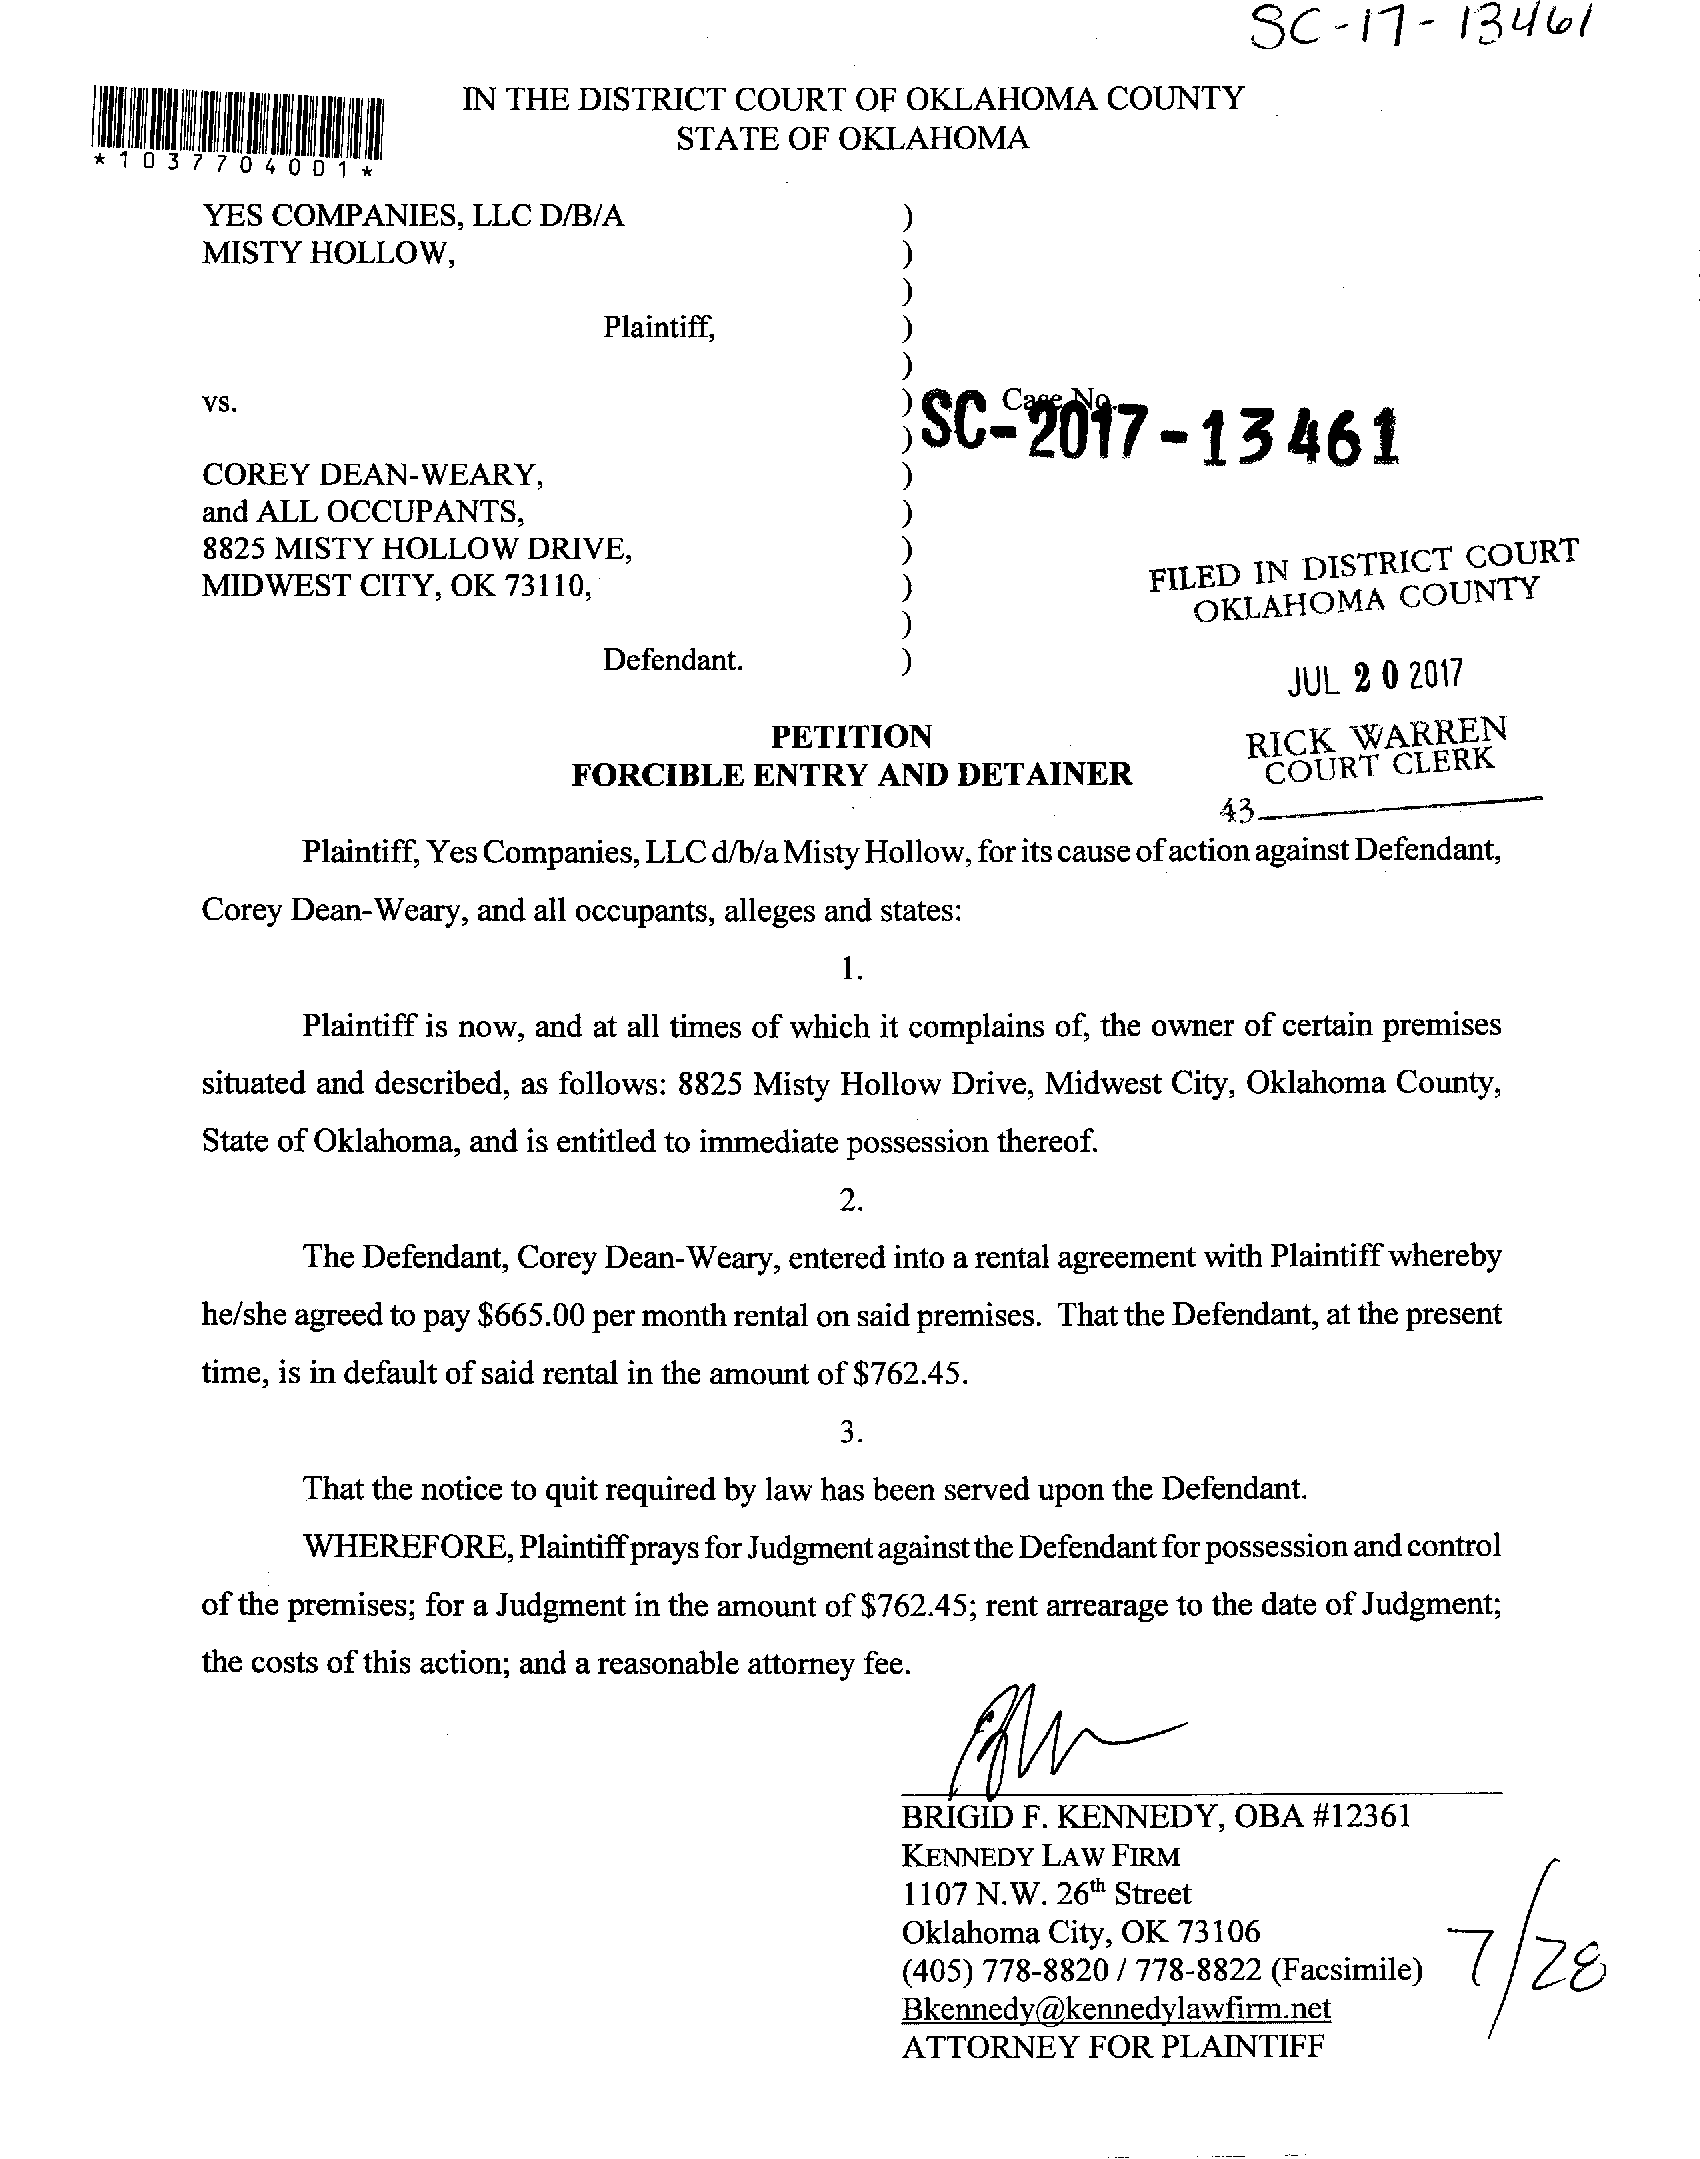 SC-17-13461
IN THE DISTRICT COURT OF OKLAHOMA COUNTY
STATE OF OKLAHOMA
*1037704001*
YES COMPANIES, LLC D/B/A )
MISTY HOLLOW, )
)
Plaintiff, )
)
vs. ) Case No.
) SC-2017-13461
COREY DEAN-WEARY, )
and ALL OCCUPANTS, )
8825 MISTY HOLLOW DRIVE, )
MIDWEST CITY, OK 73110, )
)
Defendant. )
FILED IN DISTRICT COURT
OKLAHOMA COUNTY
JUL 20 2017
RICK WARREN
COURT CLERK
43
PETITION
FORCIBLE ENTRY AND DETAINER
Plaintiff, Yes Companies, LLC d/b/a Misty Hollow, for its cause of action against Defendant,
Corey Dean-Weary, and all occupants, alleges and states:
1.
Plaintiff is now, and at all times of which it complains of, the owner of certain premises
situated and described, as follows: 8825 Misty Hollow Drive, Midwest City, Oklahoma County,
State of Oklahoma, and is entitled to immediate possession thereof.
2.
The Defendant, Corey Dean-Weary, entered into a rental agreement with Plaintiff whereby
he/she agreed to pay $665.00 per month rental on said premises. That the Defendant, at the present
time, is in default of said rental in the amount of $762.45.
3.
That the notice to quit required by law has been served upon the Defendant.
WHEREFORE, Plaintiff prays for Judgment against the Defendant for possession and control
of the premises; for a Judgment in the amount of $762.45; rent arrearage to the date of Judgment;
the costs of this action; and a reasonable attorney fee.
BRIGID F. KENNEDY, OBA #12361
KENNEDY LAW FIRM
1107 N.W. 26th Street
Oklahoma City, OK 73106
(405) 778-8820 / 778-8822 (Facsimile)
Bkennedy@kennedylawfirm.net
ATTORNEY FOR PLAINTIFF
7/28